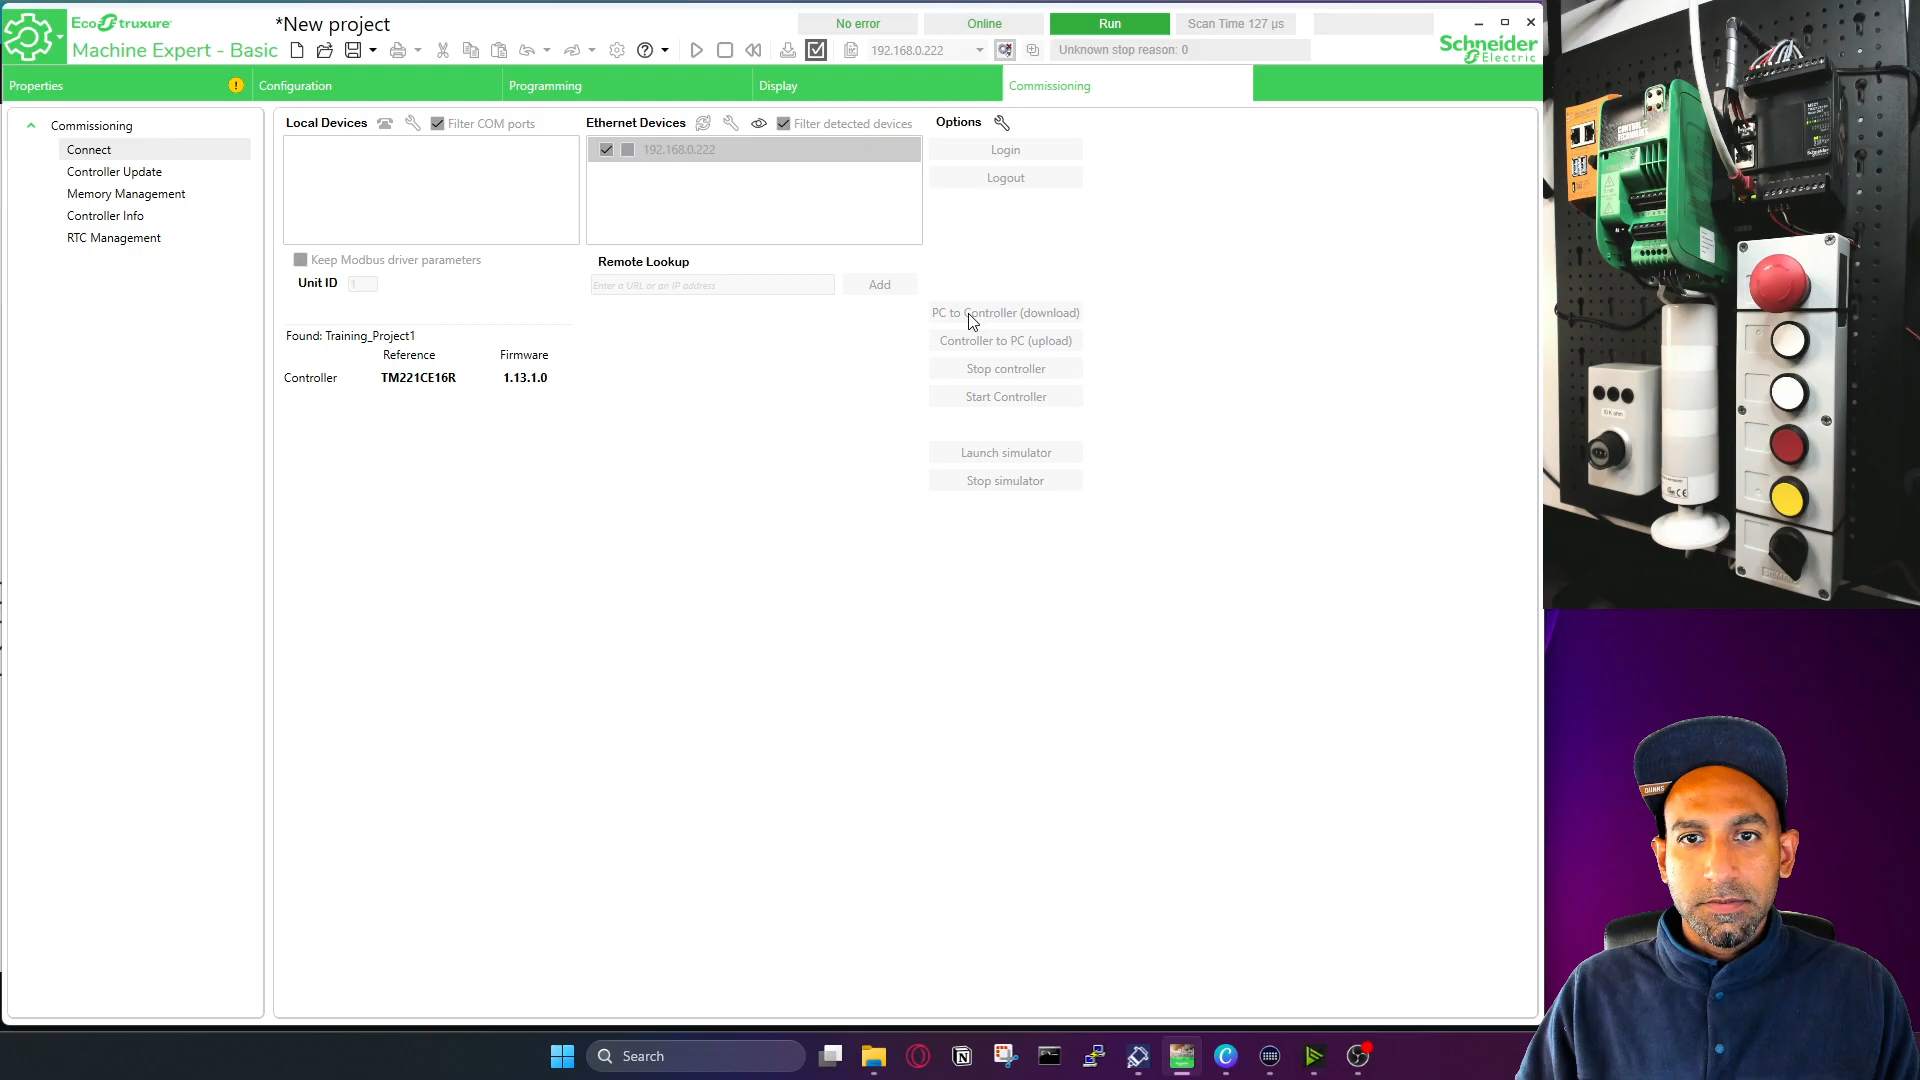 EcoStruxure
Machine Expert - Basic
*New project
No error
Online
Run
Scan Time 127 µs
192.168.0.222
Unknown stop reason: 0
Schneider
Electric
Properties
Configuration
Programming
Display
Commissioning
Commissioning
Connect
Controller Update
Memory Management
Controller Info
RTC Management
Local Devices
Filter COM ports
Ethernet Devices
Filter detected devices
Options
192.168.0.222
Login
Logout
Keep Modbus driver parameters
Unit ID
1
Remote Lookup
Enter a URL or an IP address
Add
Found: Training_Project1
Reference
Firmware
Controller
TM221CE16R
1.13.1.0
PC to Controller (download)
Controller to PC (upload)
Stop controller
Start Controller
Launch simulator
Stop simulator
10 K ohm
Search